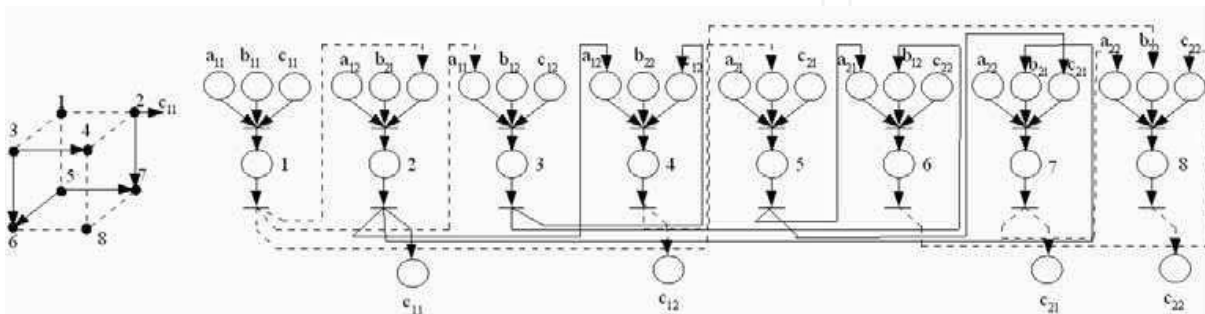 1 2 c11
3 4
5 7
6 8
a11 b11 c11
a12 b21
a11 b12 c12
a12 b22 c12
a21 c21
a21 b12 c22
a22 b21 c21
a22 b22 c22
1 2 3 4 5 6 7 8
c11 c12 c21 c22